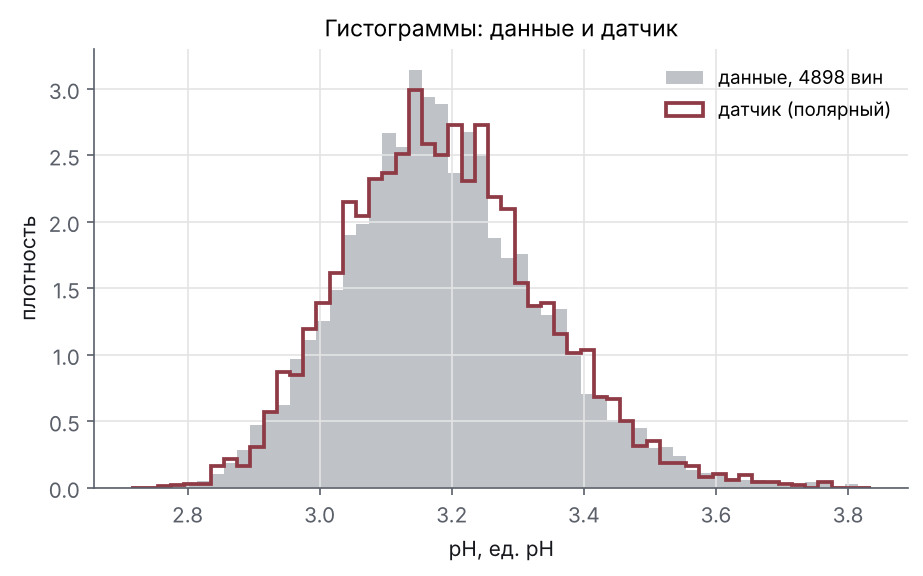 Гистограммы: данные и датчик
данные, 4898 вин
датчик (полярный)
плотность
3.0
2.5
2.0
1.5
1.0
0.5
0.0
2.8 3.0 3.2 3.4 3.6 3.8
pH, ед. pH